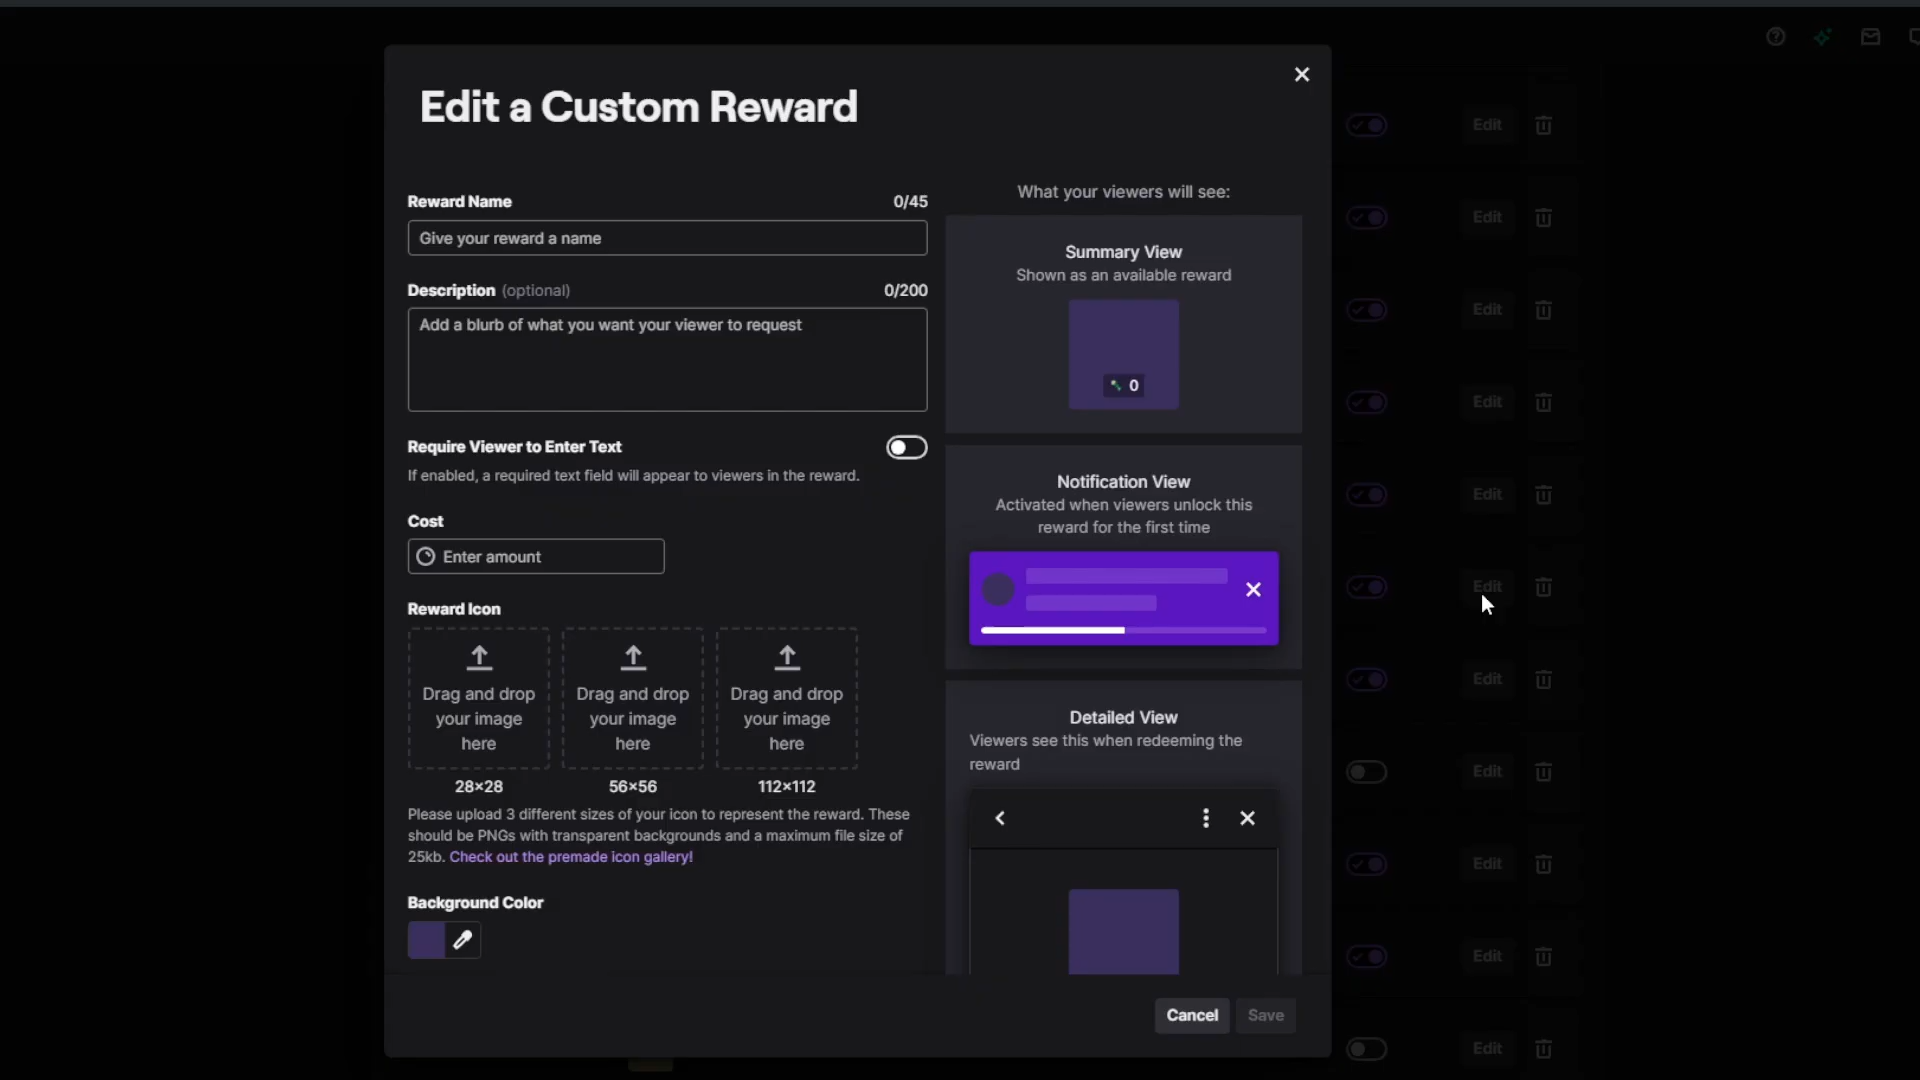 Edit a Custom Reward
Reward Name 0/45
Give your reward a name
Description (optional) 0/200
Add a blurb of what you want your viewer to request
Require Viewer to Enter Text
If enabled, a required text field will appear to viewers in the reward.
Cost
Enter amount
Reward Icon
Drag and drop
your image
here
28×28
Drag and drop
your image
here
56×56
Drag and drop
your image
here
112×112
Please upload 3 different sizes of your icon to represent the reward. These
should be PNGs with transparent backgrounds and a maximum file size of
25kb. Check out the premade icon gallery!
Background Color
What your viewers will see:
Summary View
Shown as an available reward
0
Notification View
Activated when viewers unlock this
reward for the first time
Detailed View
Viewers see this when redeeming the
reward
Cancel
Save
Edit
Edit
Edit
Edit
Edit
Edit
Edit
Edit
Edit
Edit
Edit